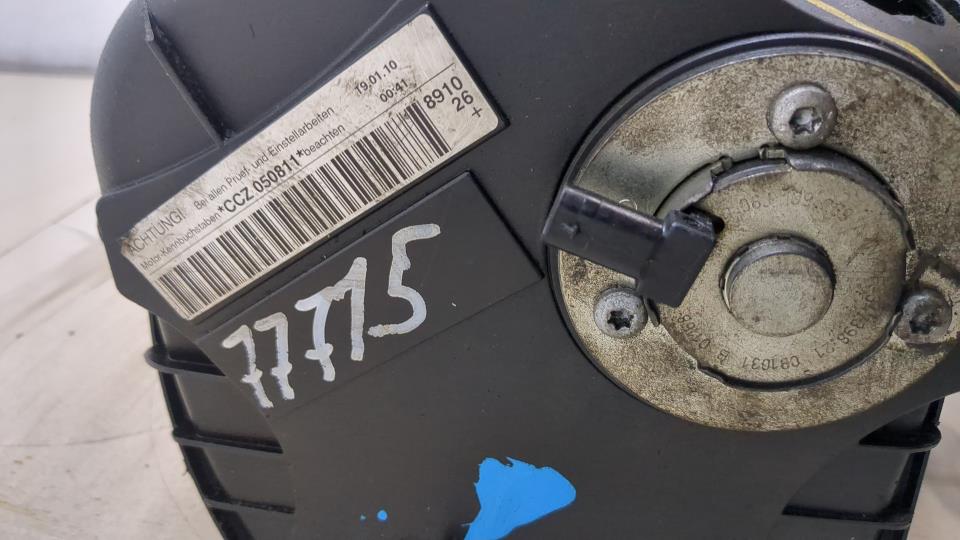 ACHTUNG! Bei allen Pruef- und Einstellarbeiten 19.01.10
Motor-Kennbuchstaben *CCZ 050811* beachten 00:41
8910
26 +
77715